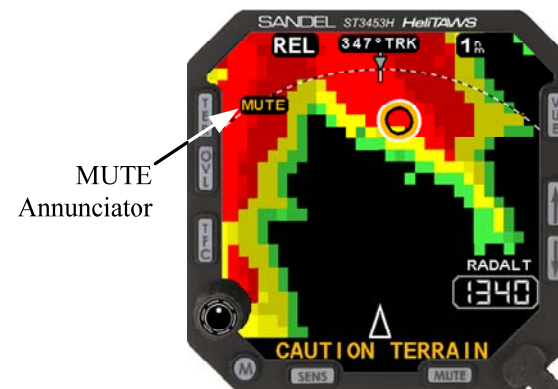 SANDEL ST3453H HeliTAWS
REL 347° TRK 1 nm
MUTE
MUTE
Annunciator
OVL
TFC
RADALT
1340
CAUTION TERRAIN
M SENS MUTE